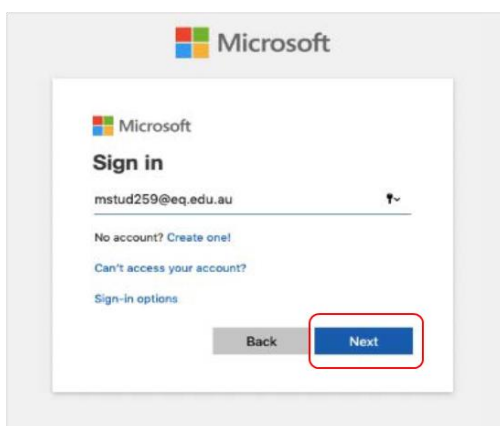 Microsoft
Microsoft
Sign in
mstud259@eq.edu.au
No account? Create one!
Can't access your account?
Sign-in options
Back
Next